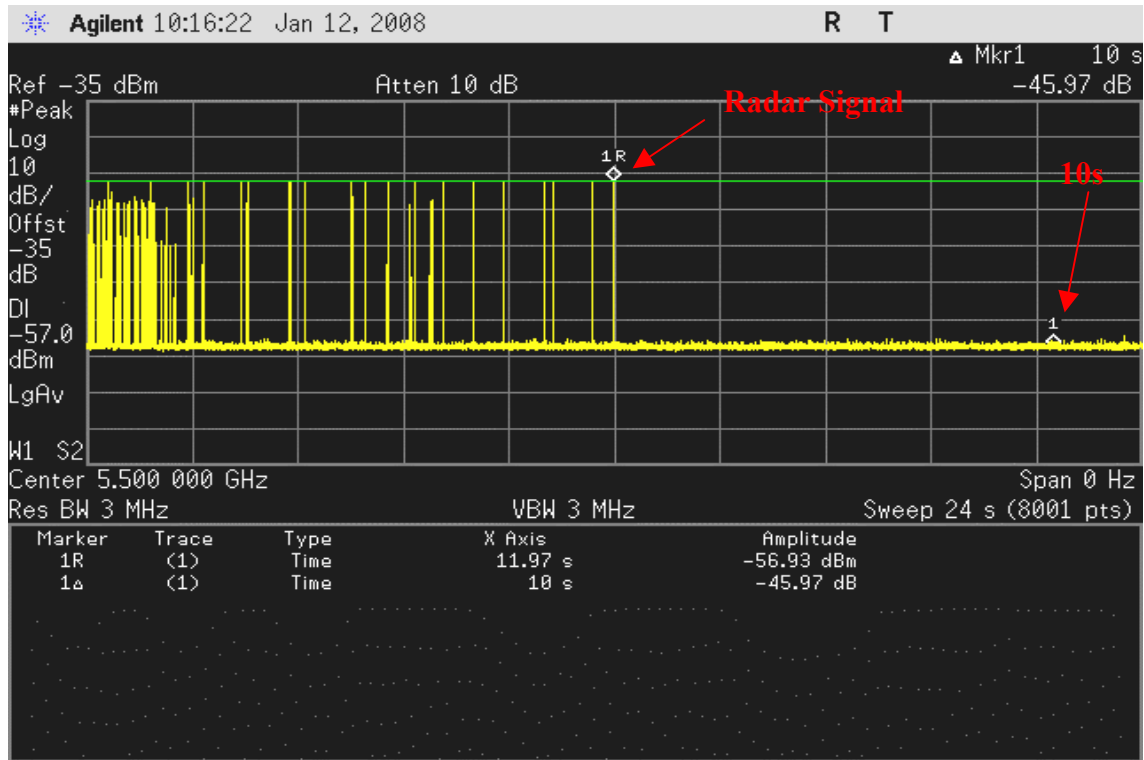 Agilent 10:16:22 Jan 12, 2008 R T
Δ Mkr1 10 s
Ref -35 dBm Atten 10 dB -45.97 dB
#Peak
Log
10
dB/
Offst
-35
dB
DI
-57.0
dBm
LgAv
W1 S2
Radar Signal
1R
10s
1
Center 5.500 000 GHz Span 0 Hz
Res BW 3 MHz VBW 3 MHz Sweep 24 s (8001 pts)
Marker Trace Type X Axis Amplitude
1R (1) Time 11.97 s -56.93 dBm
1Δ (1) Time 10 s -45.97 dB